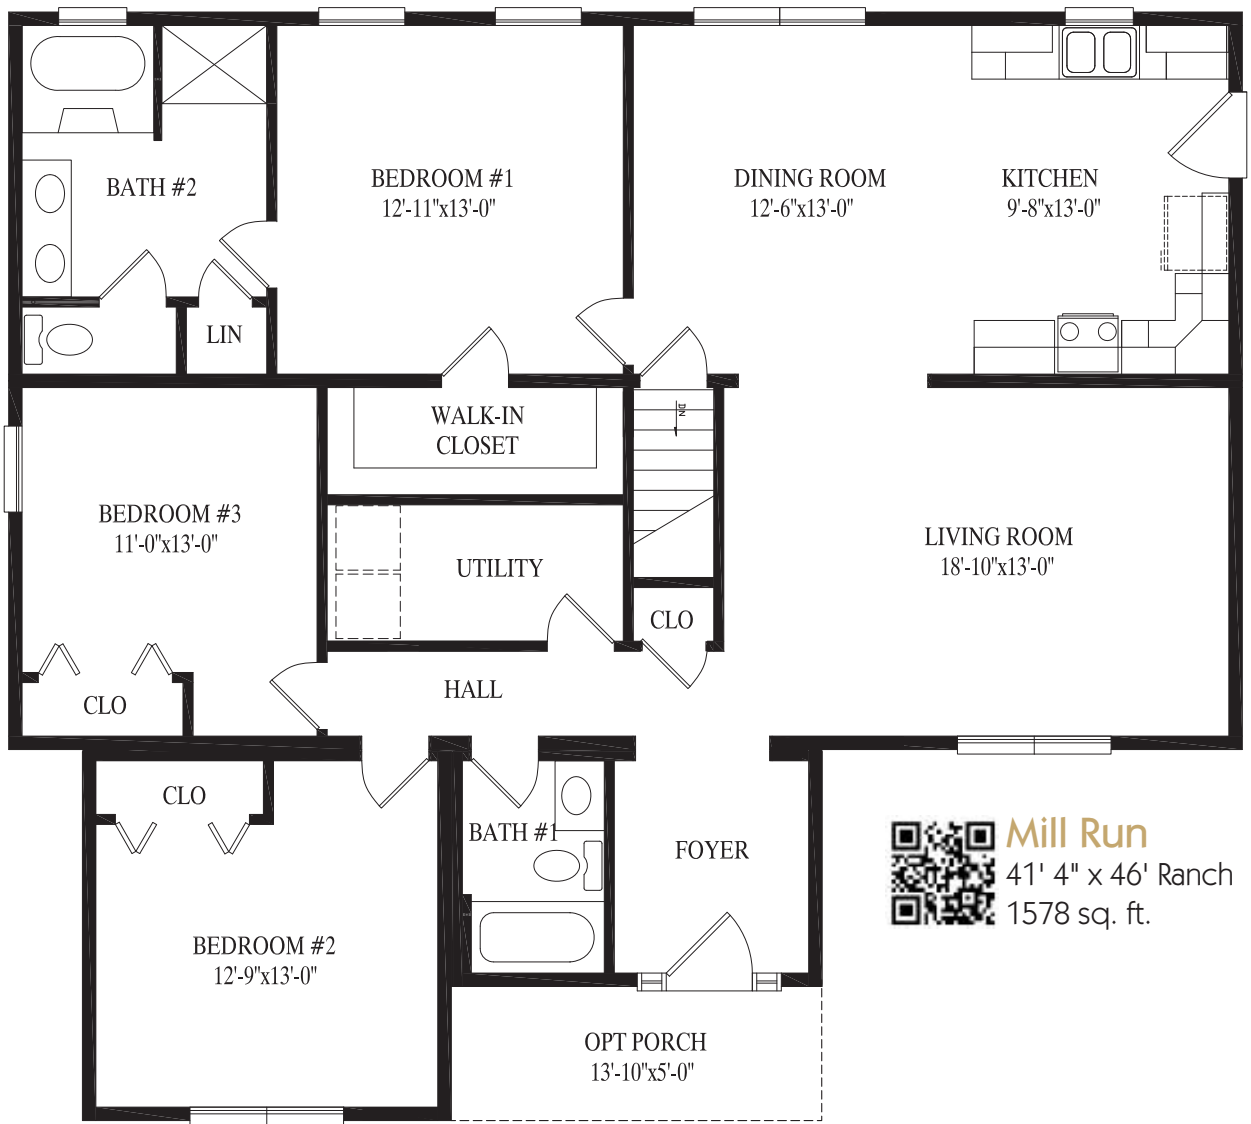 BATH #2
BEDROOM #1
12'-11"x13'-0"
DINING ROOM
12'-6"x13'-0"
KITCHEN
9'-8"x13'-0"
LIN
WALK-IN
CLOSET
DN
BEDROOM #3
11'-0"x13'-0"
UTILITY
LIVING ROOM
18'-10"x13'-0"
CLO
CLO
HALL
CLO
BATH #1
FOYER
Mill Run
41' 4" x 46' Ranch
1578 sq. ft.
BEDROOM #2
12'-9"x13'-0"
OPT PORCH
13'-10"x5'-0"